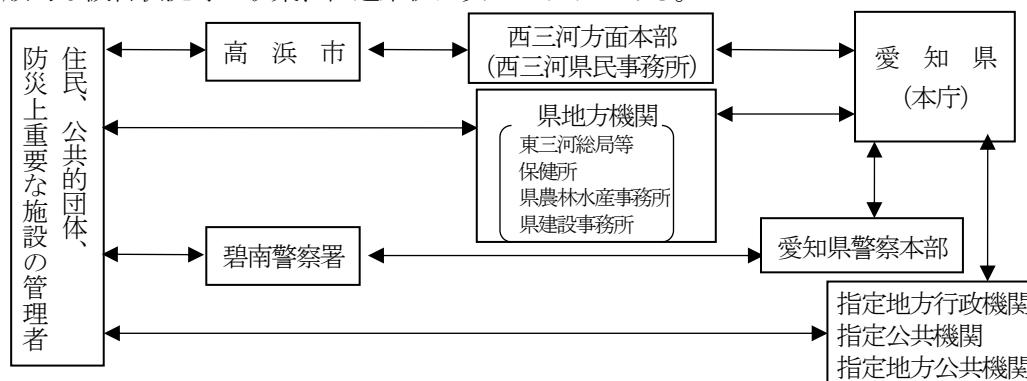 住民、公共的団体、
防災上重要な施設の管理者
高　浜　市
西三河方面本部
(西三河県民事務所)
愛　知　県
(本庁)
県地方機関
東三河総局等
保健所
県農林水産事務所
県建設事務所
碧南警察署
愛知県警察本部
指定地方行政機関
指定公共機関
指定地方公共機関